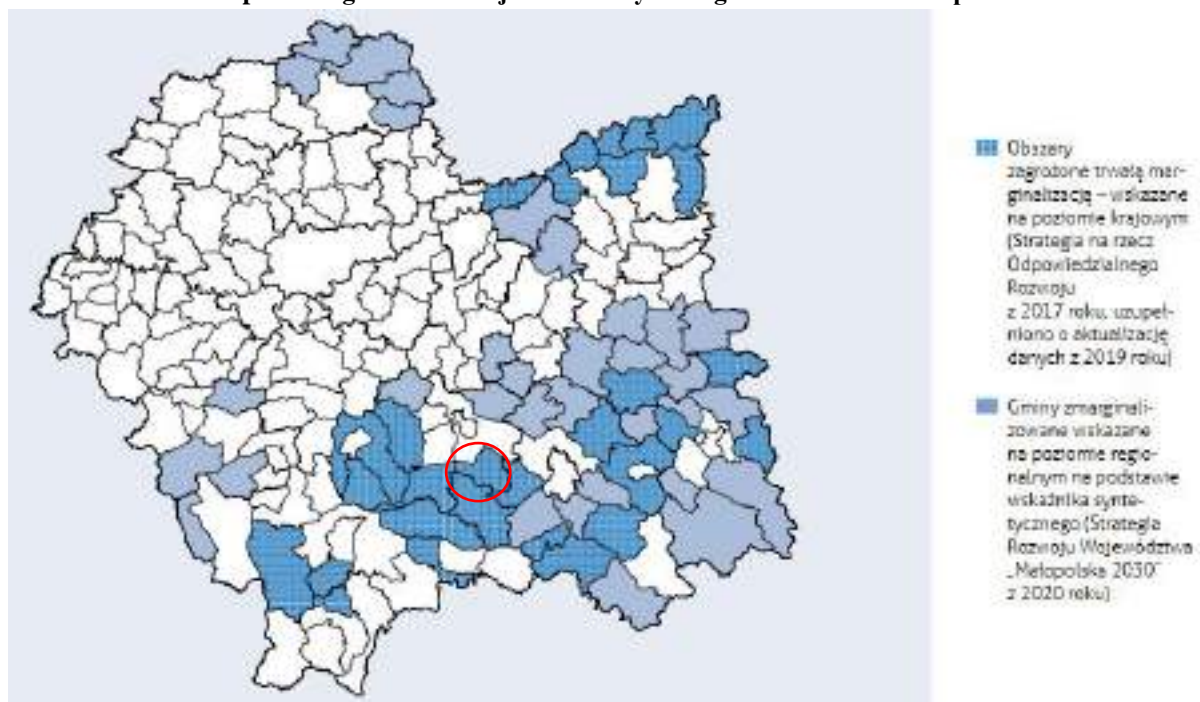 Obszary
zagrożone trwałą mar-
ginalizacją – wskazane
na poziomie krajowym
(Strategia na rzecz
Odpowiedzialnego
Rozwoju
z 2017 roku, uzupeł-
niono o aktualizację
danych z 2019 roku)
Gminy zmarginali-
zowane wskazane
na poziomie regio-
nalnym na podstawie
wskaźnika synte-
tycznego (Strategia
Rozwoju Województwa
„Małopolska 2030”
z 2020 roku)